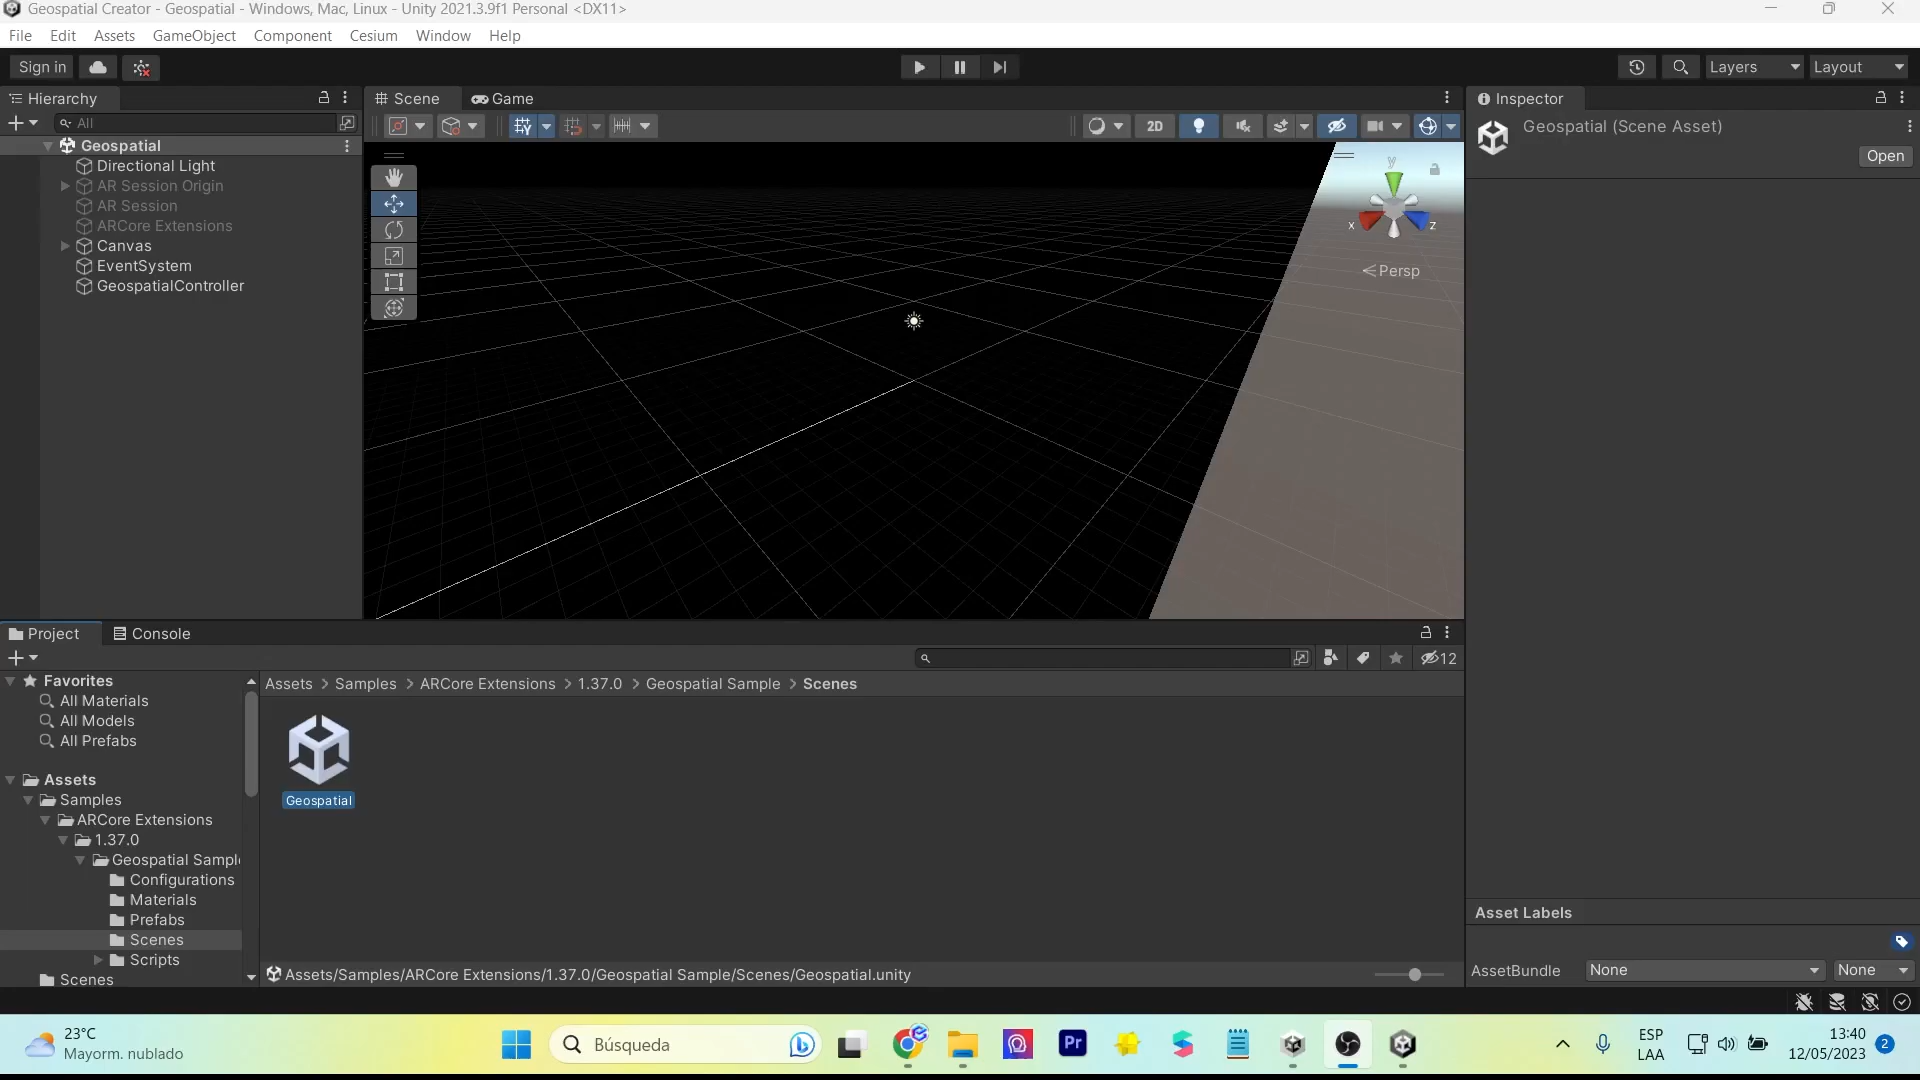 Geospatial Creator - Geospatial - Windows, Mac, Linux - Unity 2021.3.9f1 Personal <DX11>
File Edit Assets GameObject Component Cesium Window Help
Sign in
Layers
Layout
Hierarchy
All
Geospatial
Directional Light
AR Session Origin
AR Session
ARCore Extensions
Canvas
EventSystem
GeospatialController
Scene
Game
2D
y
x
z
Persp
Inspector
Geospatial (Scene Asset)
Open
Project
Console
12
Favorites
All Materials
All Models
All Prefabs
Assets
Samples
ARCore Extensions
1.37.0
Geospatial Sampl
Configurations
Materials
Prefabs
Scenes
Scripts
Scenes
Assets > Samples > ARCore Extensions > 1.37.0 > Geospatial Sample > Scenes
Geospatial
Assets/Samples/ARCore Extensions/1.37.0/Geospatial Sample/Scenes/Geospatial.unity
Asset Labels
AssetBundle
None
None
23°C
Mayorm. nublado
Búsqueda
Pr
ESP
LAA
13:40
12/05/2023
2